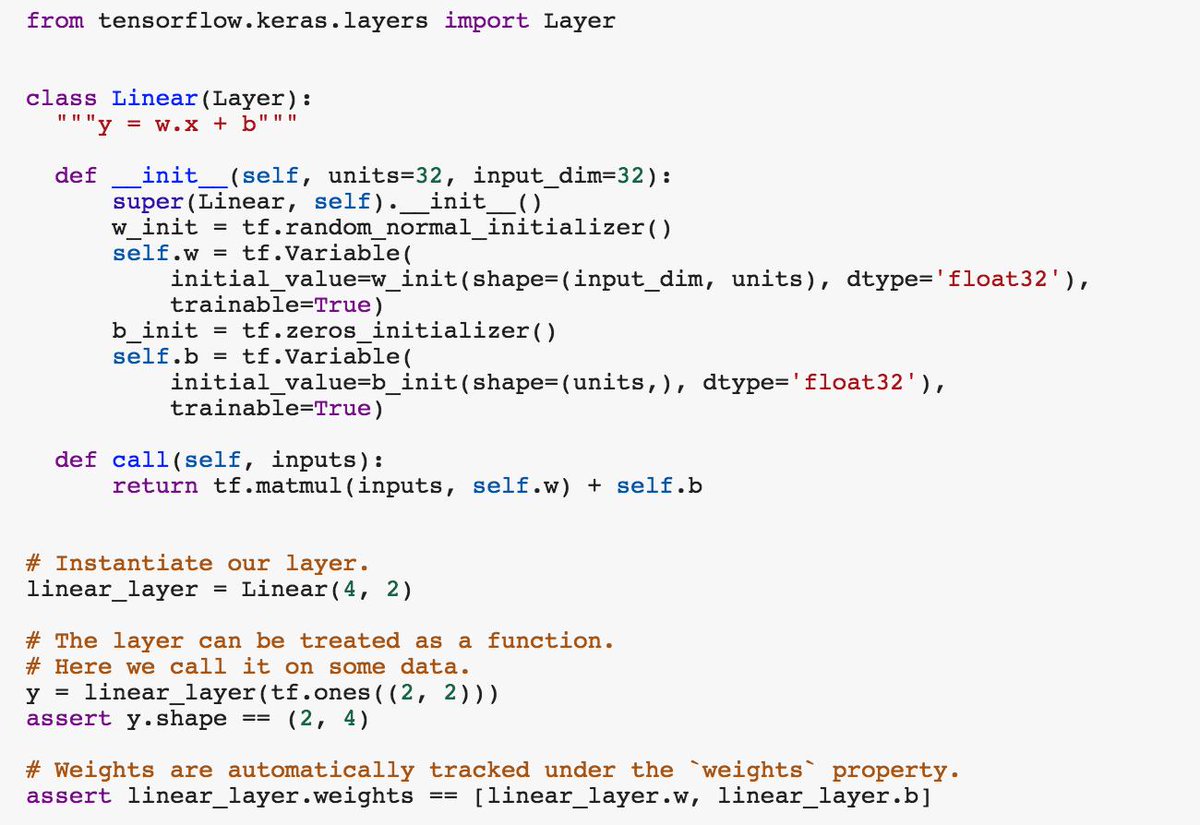 from tensorflow.keras.layers import Layer
class Linear(Layer):
"""y = w.x + b"""
def __init__(self, units=32, input_dim=32):
super(Linear, self).__init__()
w_init = tf.random_normal_initializer()
self.w = tf.Variable(
initial_value=w_init(shape=(input_dim, units), dtype='float32'),
trainable=True)
b_init = tf.zeros_initializer()
self.b = tf.Variable(
initial_value=b_init(shape=(units,), dtype='float32'),
trainable=True)
def call(self, inputs):
return tf.matmul(inputs, self.w) + self.b
# Instantiate our layer.
linear_layer = Linear(4, 2)
# The layer can be treated as a function.
# Here we call it on some data.
y = linear_layer(tf.ones((2, 2)))
assert y.shape == (2, 4)
# Weights are automatically tracked under the `weights` property.
assert linear_layer.weights == [linear_layer.w, linear_layer.b]